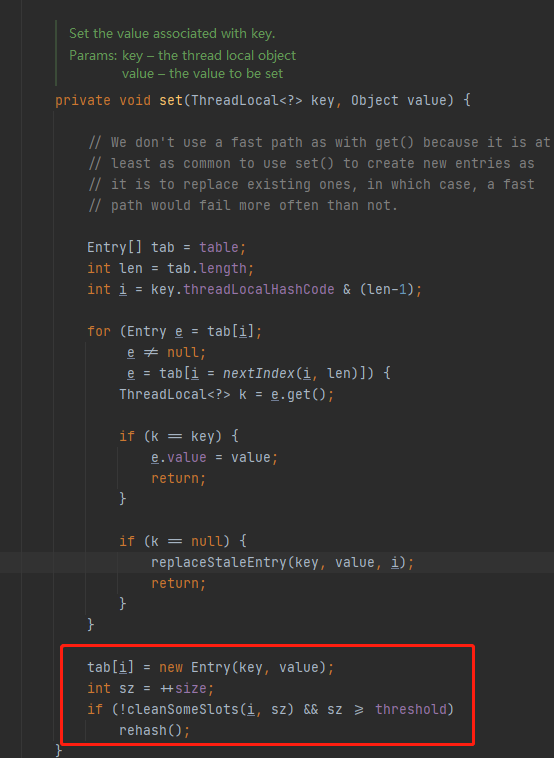 Set the value associated with key.
Params: key – the thread local object
value – the value to be set
private void set(ThreadLocal<?> key, Object value) {
// We don't use a fast path as with get() because it is at
// least as common to use set() to create new entries as
// it is to replace existing ones, in which case, a fast
// path would fail more often than not.
Entry[] tab = table;
int len = tab.length;
int i = key.threadLocalHashCode & (len-1);
for (Entry e = tab[i];
e != null;
e = tab[i = nextIndex(i, len)]) {
ThreadLocal<?> k = e.get();
if (k == key) {
e.value = value;
return;
}
if (k == null) {
replaceStaleEntry(key, value, i);
return;
}
}
tab[i] = new Entry(key, value);
int sz = ++size;
if (!cleanSomeSlots(i, sz) && sz >= threshold)
rehash();
}